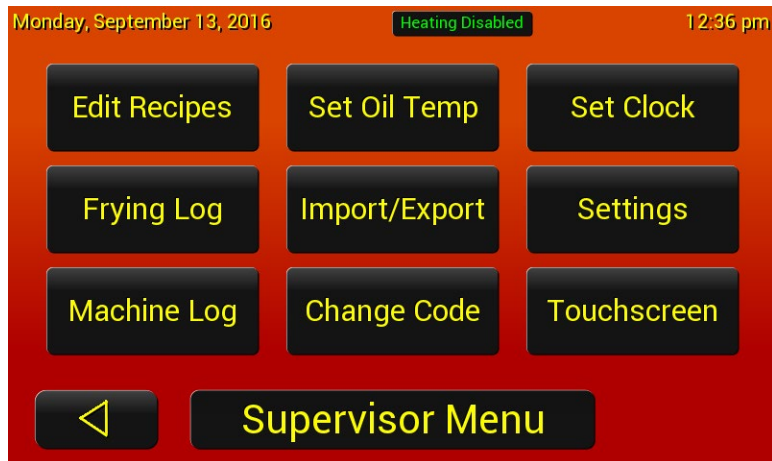 Monday, September 13, 2016 Heating Disabled 12:36 pm
Edit Recipes Set Oil Temp Set Clock
Frying Log Import/Export Settings
Machine Log Change Code Touchscreen
Supervisor Menu